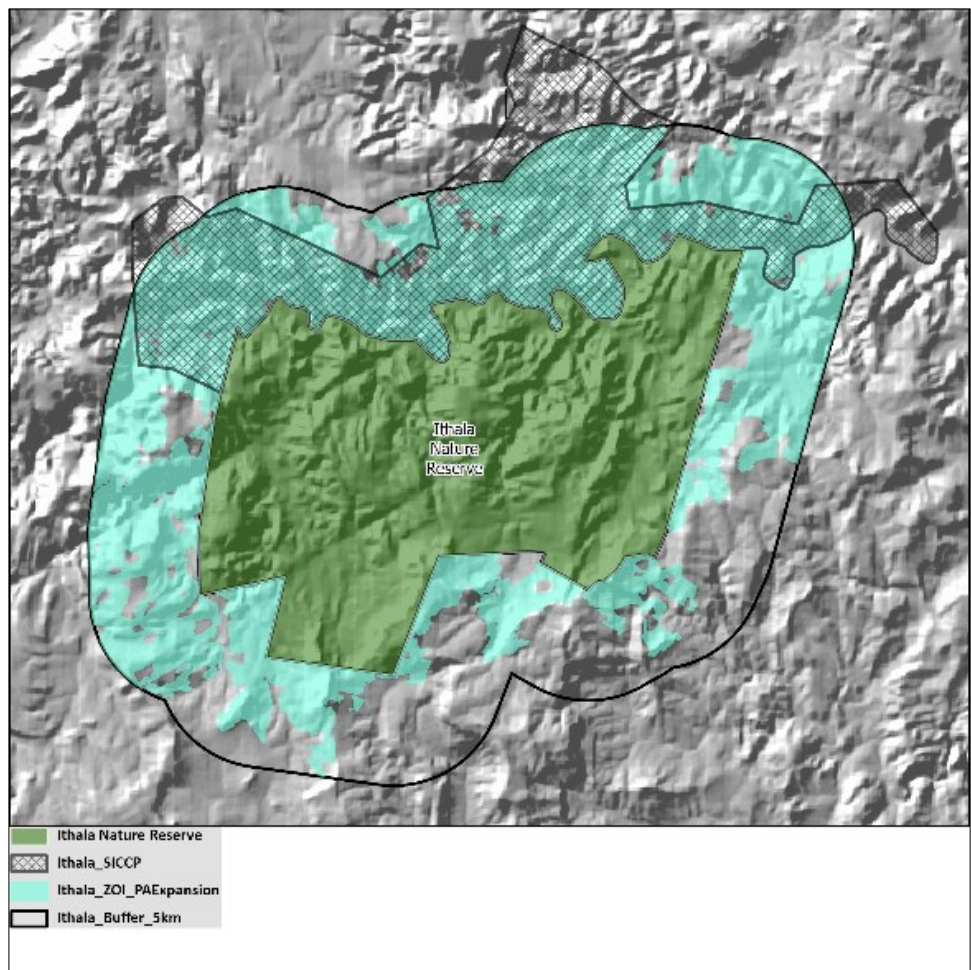 Ithala
Nature
Reserve
Ithala Nature Reserve
Ithala_SICCP
Ithala_ZOI_PAExpansion
Ithala_Buffer_5km